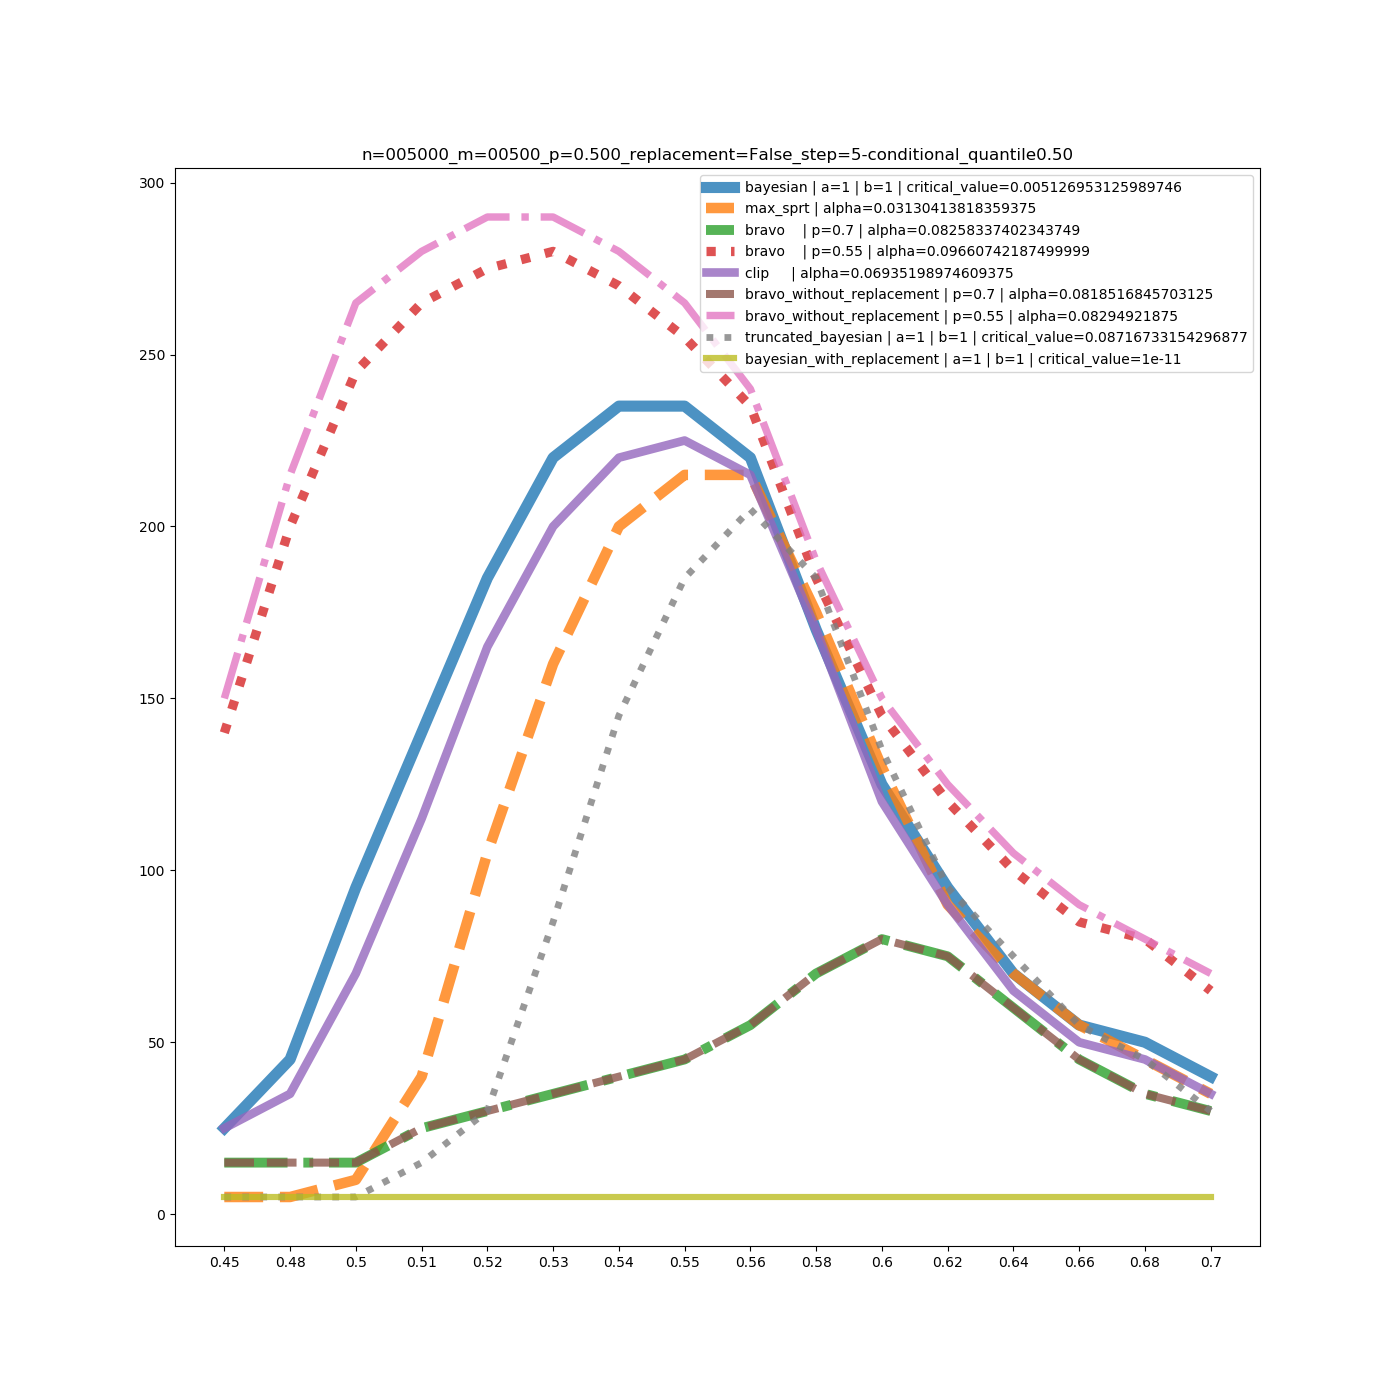 n=005000_m=00500_p=0.500_replacement=False_step=5-conditional_quantile0.50
bayesian | a=1 | b=1 | critical_value=0.005126953125989746
max_sprt | alpha=0.03130413818359375
bravo | p=0.7 | alpha=0.08258337402343749
bravo | p=0.55 | alpha=0.09660742187499999
clip | alpha=0.06935198974609375
bravo_without_replacement | p=0.7 | alpha=0.0818516845703125
bravo_without_replacement | p=0.55 | alpha=0.08294921875
truncated_bayesian | a=1 | b=1 | critical_value=0.08716733154296877
bayesian_with_replacement | a=1 | b=1 | critical_value=1e-11
300
250
200
150
100
50
0
0.45 0.48 0.5 0.51 0.52 0.53 0.54 0.55 0.56 0.58 0.6 0.62 0.64 0.66 0.68 0.7